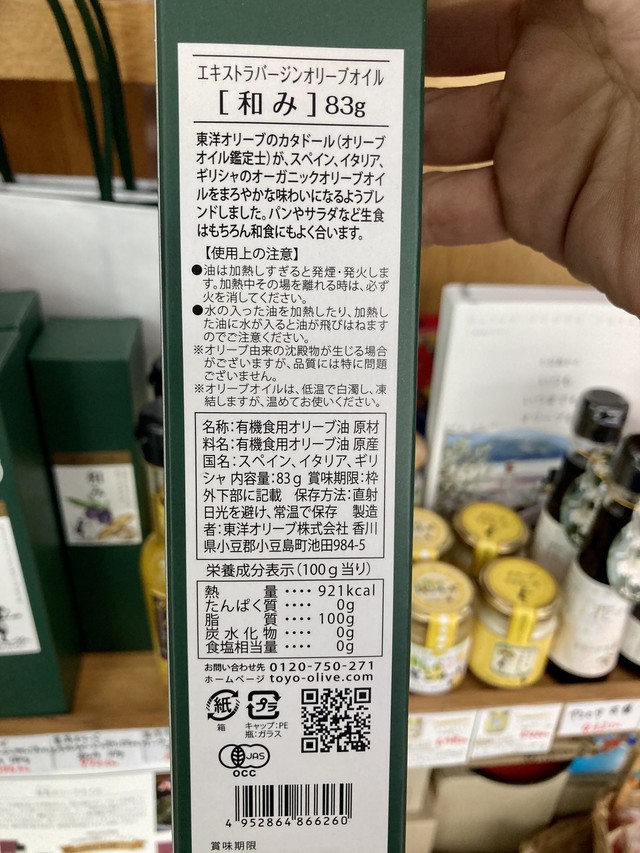 エキストラバージンオリーブオイル
[和み]83g
東洋オリーブのカタドール(オリーブ
オイル鑑定士)が、スペイン、イタリア、
ギリシャのオーガニックオリーブオイ
ルをまろやかな味わいになるようブレ
ンドしました。パンやサラダなど生食
はもちろん和食にもよく合います。
【使用上の注意】
●油は加熱しすぎると発煙・発火しま
す。加熱中その場を離れる時は、必ず
火を消してください。
●水の入った油を加熱したり、加熱し
た油に水が入ると油が飛びはねます
のでご注意ください。
※オリーブ由来の沈殿物が生じる場合
がございますが、品質には特に問題
ございません。
※オリーブオイルは、低温で白濁し、凍
結しますが、温めてお使いください。
名称:有機食用オリーブ油 原材
料名:有機食用オリーブ油 原産
国名:スペイン、イタリア、ギリ
シャ 内容量:83g 賞味期限:枠
外下部に記載 保存方法:直射
日光を避け、常温で保存 製造
者:東洋オリーブ株式会社 香川
県小豆郡小豆島町池田984-5
栄養成分表示(100g当り)
熱量・・・・921kcal
たんぱく質・・・・0g
脂質・・・・100g
炭水化物・・・・0g
食塩相当量・・・・0g
お問い合わせ先 0120-750-271
ホームページ toyo-olive.com
紙
箱
プラ
キャップ:PE
瓶:ガラス
JAS
OCC
4 952864 866260
賞味期限
和み